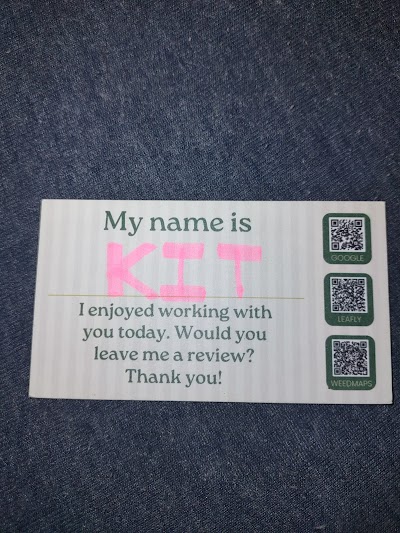 My name is
KIT
I enjoyed working with
you today. Would you
leave me a review?
Thank you!
GOOGLE
LEAFLY
WEEDMAPS